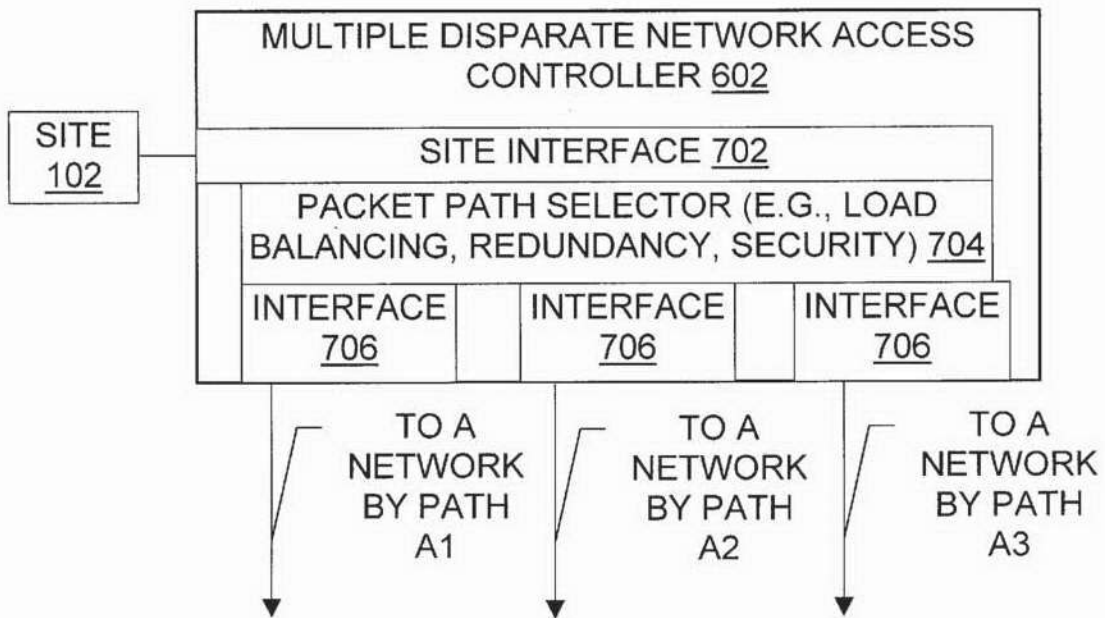 MULTIPLE DISPARATE NETWORK ACCESS
CONTROLLER 602
SITE
102
SITE INTERFACE 702
PACKET PATH SELECTOR (E.G., LOAD
BALANCING, REDUNDANCY, SECURITY) 704
INTERFACE
706
INTERFACE
706
INTERFACE
706
TO A
NETWORK
BY PATH
A1
TO A
NETWORK
BY PATH
A2
TO A
NETWORK
BY PATH
A3